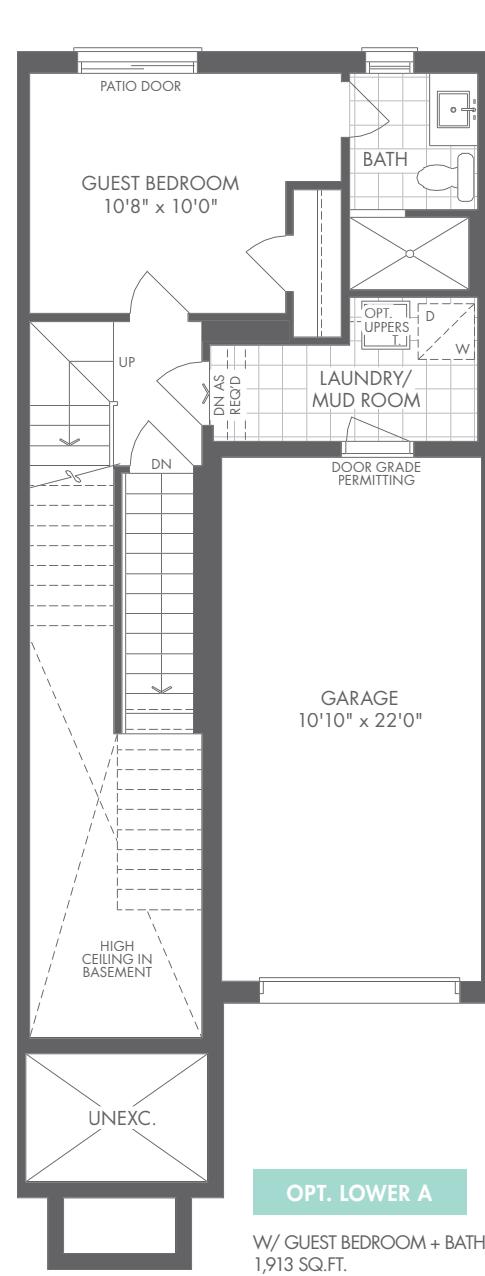 PATIO DOOR
GUEST BEDROOM
10'8" x 10'0"
BATH
OPT.
UPPERS
T.
D
W
UP
DN AS
REQ'D
LAUNDRY/
MUD ROOM
DN
DOOR GRADE
PERMITTING
GARAGE
10'10" x 22'0"
HIGH
CEILING IN
BASEMENT
UNEXC.
OPT. LOWER A
W/ GUEST BEDROOM + BATH
1,913 SQ.FT.